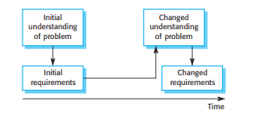 Initial
understanding
of problem
Changed
understanding
of problem
Initial
requirements
Changed
requirements
Time